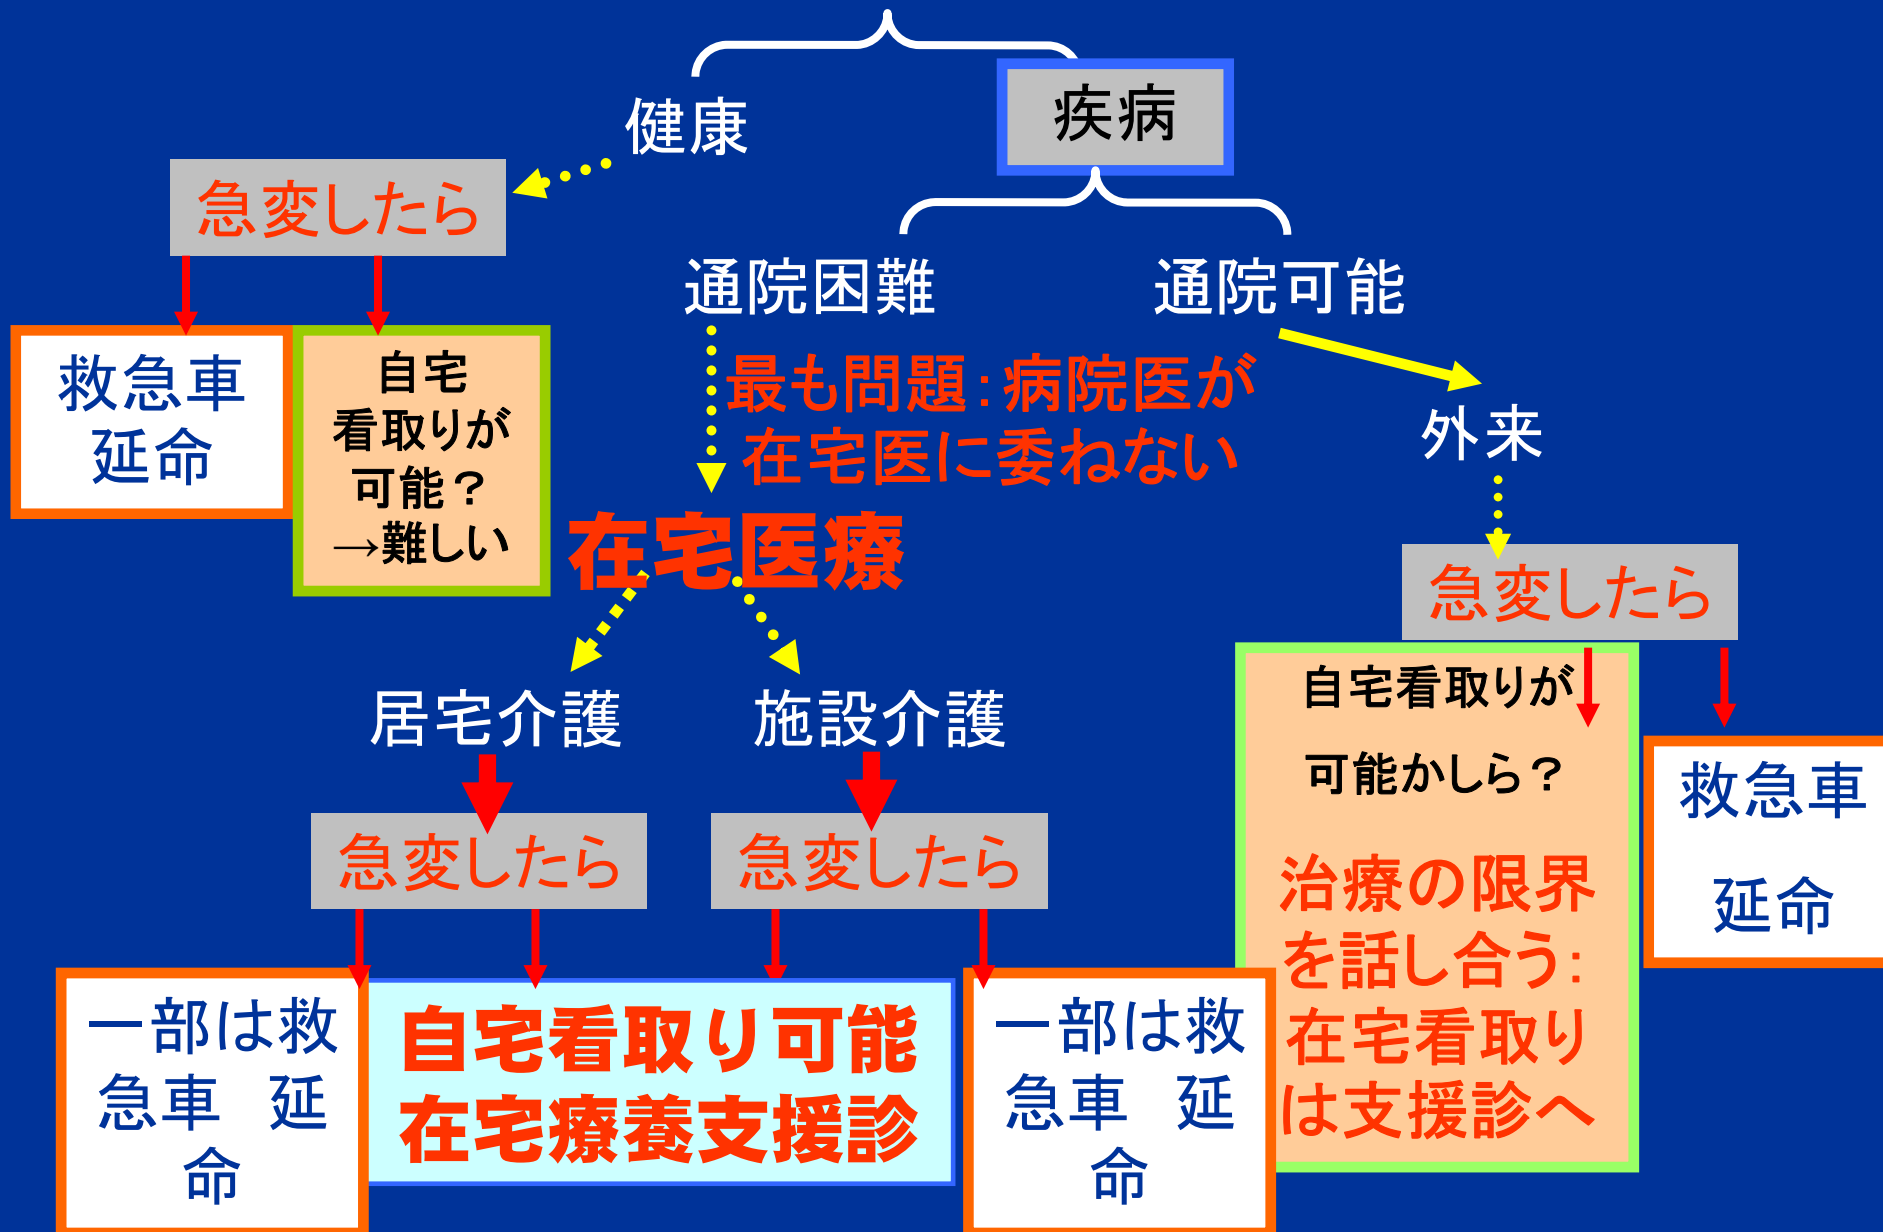 健康
疾病
急変したら
通院困難
通院可能
救急車
延命
自宅
看取りが
可能？
→難しい
最も問題：病院医が
在宅医に委ねない
外来
在宅医療
急変したら
居宅介護
施設介護
自宅看取りが
可能かしら？
治療の限界
を話し合う：
在宅看取り
は支援診へ
救急車
延命
急変したら
急変したら
一部は救
急車　延
命
自宅看取り可能
在宅療養支援診
一部は救
急車　延
命